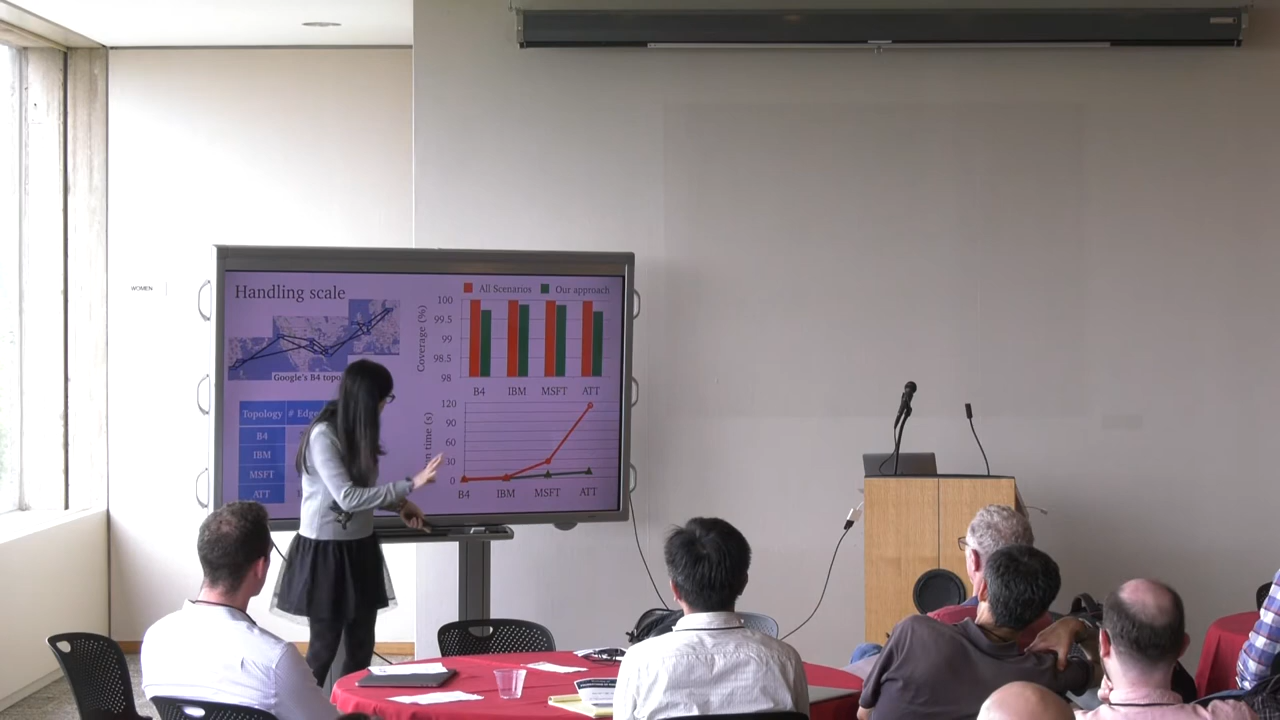 WOMEN
Handling scale
Google's B4
Topology # Edge
B4
IBM
MSFT
ATT
All Scenarios Our approach
Coverage (%)
100
99.5
99
98.5
98
B4 IBM MSFT ATT
time (s)
120
90
60
30
0
B4 IBM MSFT ATT